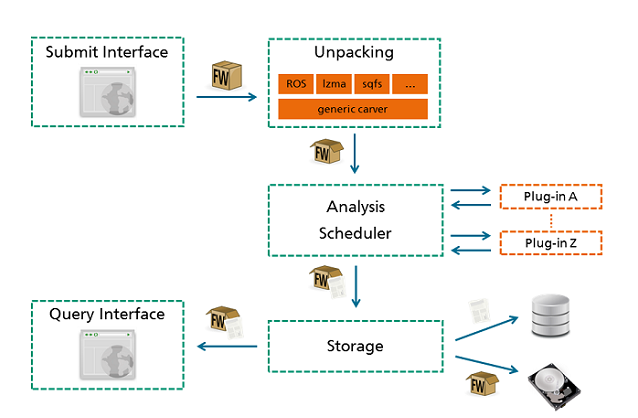 Submit Interface
FW
Unpacking
ROS
lzma
sqfs
...
generic carver
FW
Analysis
Scheduler
Plug-in A
Plug-in Z
FW
Query Interface
FW
Storage
FW